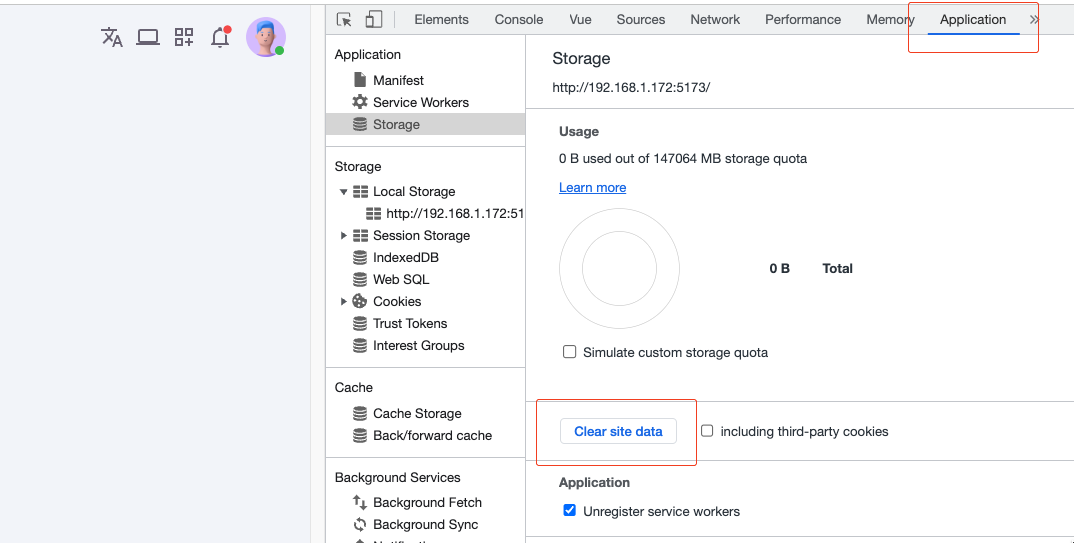 Elements Console Vue Sources Network Performance Memory Application »
Application
Manifest
Service Workers
Storage
Storage
Local Storage
http://192.168.1.172:51
Session Storage
IndexedDB
Web SQL
Cookies
Trust Tokens
Interest Groups
Cache
Cache Storage
Back/forward cache
Background Services
Background Fetch
Background Sync
Storage
http://192.168.1.172:5173/
Usage
0 B used out of 147064 MB storage quota
Learn more
0 B Total
Simulate custom storage quota
Clear site data including third-party cookies
Application
Unregister service workers